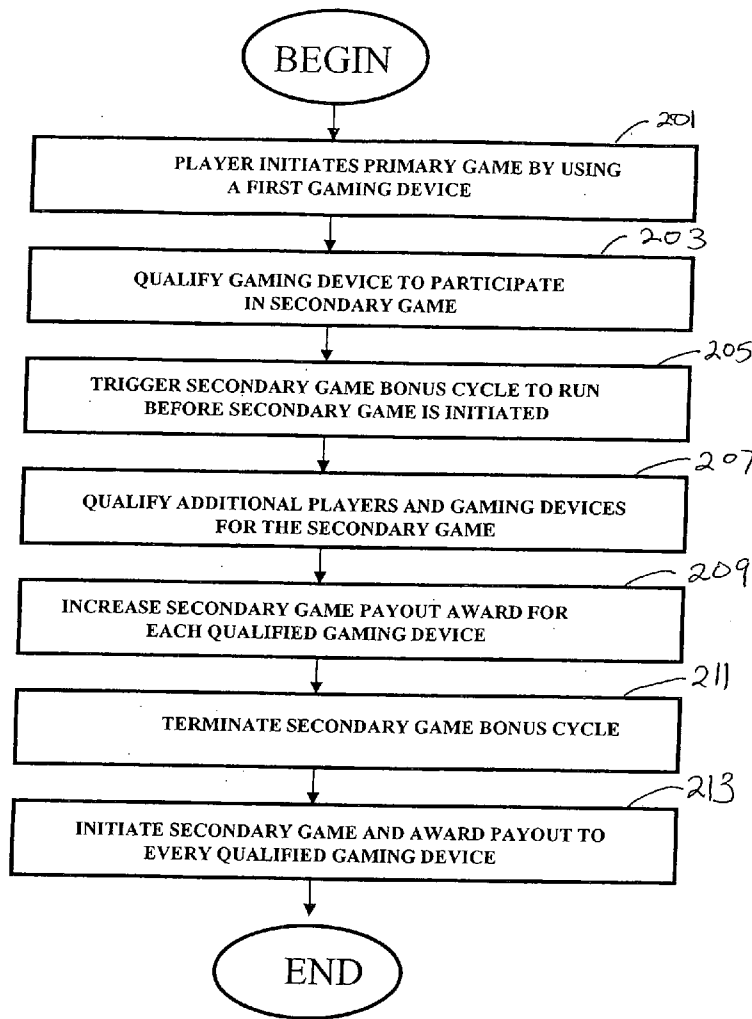 BEGIN
201
PLAYER INITIATES PRIMARY GAME BY USING
A FIRST GAMING DEVICE
203
QUALIFY GAMING DEVICE TO PARTICIPATE
IN SECONDARY GAME
205
TRIGGER SECONDARY GAME BONUS CYCLE TO RUN
BEFORE SECONDARY GAME IS INITIATED
207
QUALIFY ADDITIONAL PLAYERS AND GAMING DEVICES
FOR THE SECONDARY GAME
209
INCREASE SECONDARY GAME PAYOUT AWARD FOR
EACH QUALIFIED GAMING DEVICE
211
TERMINATE SECONDARY GAME BONUS CYCLE
213
INITIATE SECONDARY GAME AND AWARD PAYOUT TO
EVERY QUALIFIED GAMING DEVICE
END